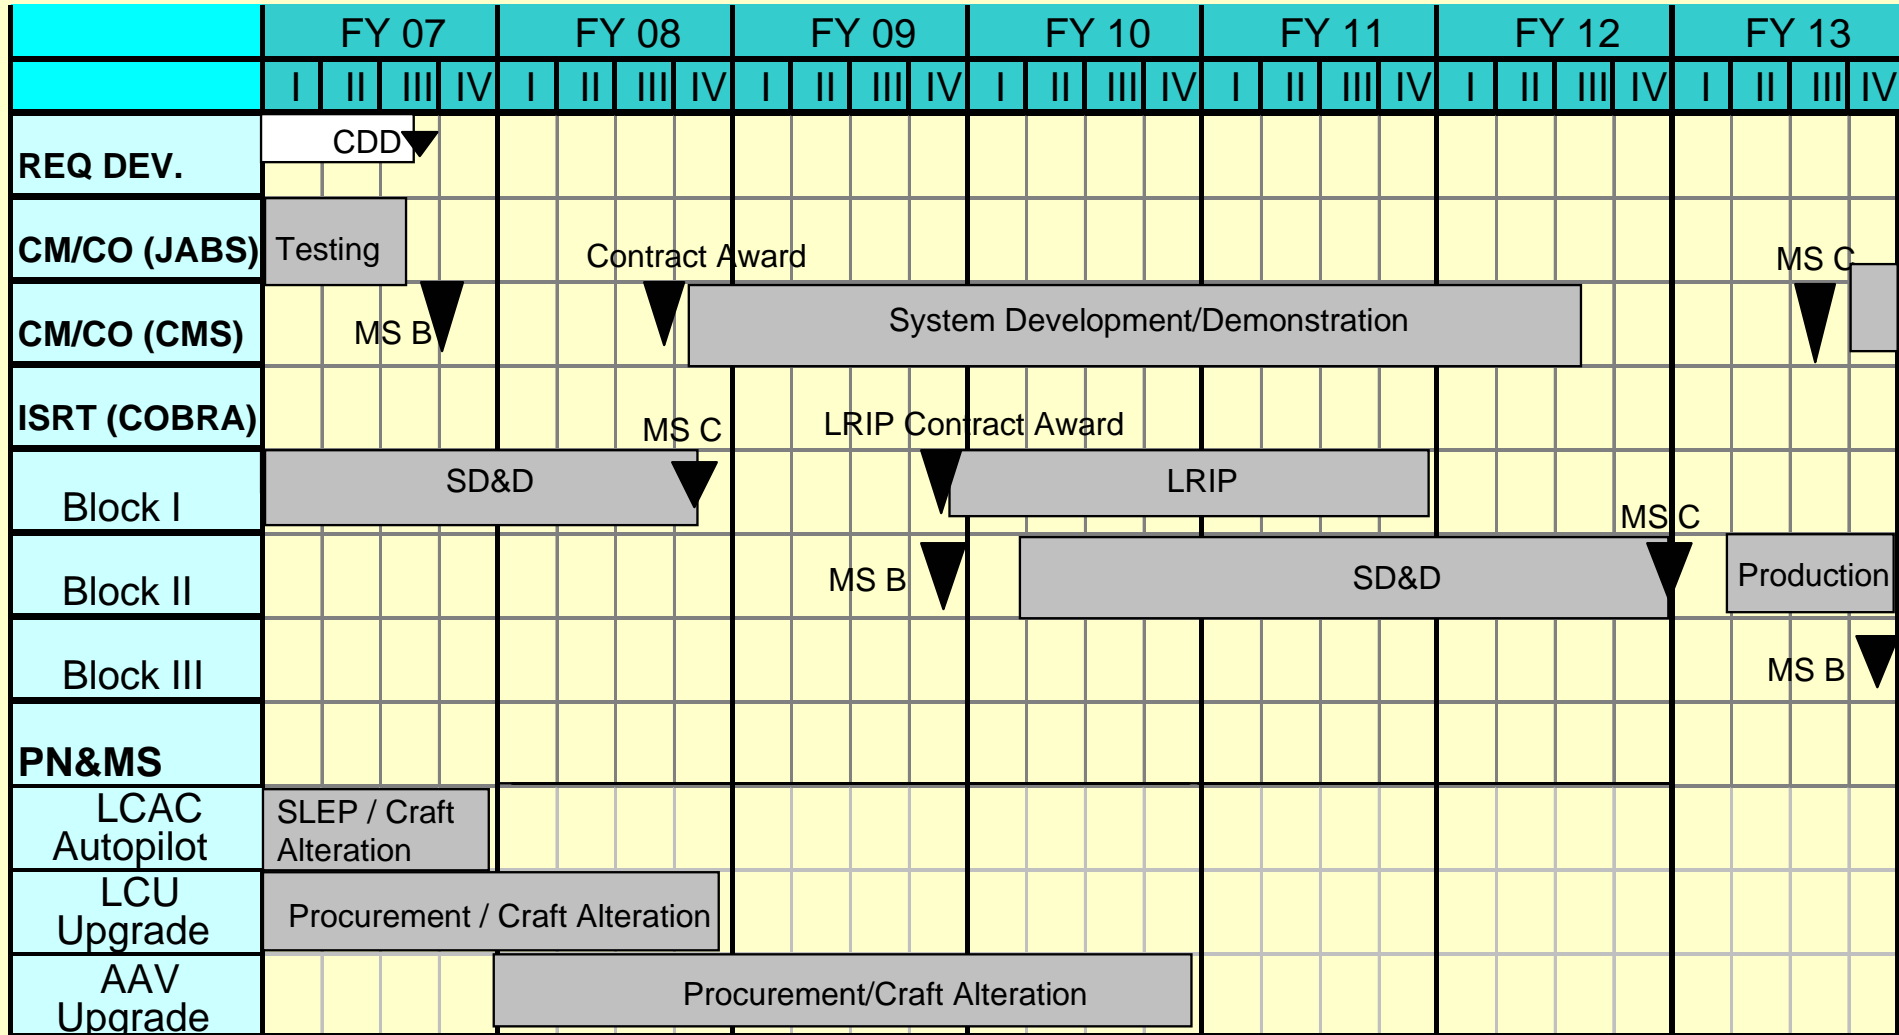 FY 07 FY 08 FY 09 FY 10 FY 11 FY 12 FY 13
I II III IV I II III IV I II III IV I II III IV I II III IV I II III IV I II III IV
CDD
REQ DEV.
CM/CO (JABS) Testing Contract Award MS C
CM/CO (CMS) MS B System Development/Demonstration
ISRT (COBRA) MS C LRIP Contract Award
Block I SD&D LRIP
MS C
Block II MS B SD&D Production
Block III MS B
PN&MS
LCAC SLEP / Craft
Autopilot Alteration
LCU
Upgrade Procurement / Craft Alteration
AAV
Upgrade Procurement/Craft Alteration